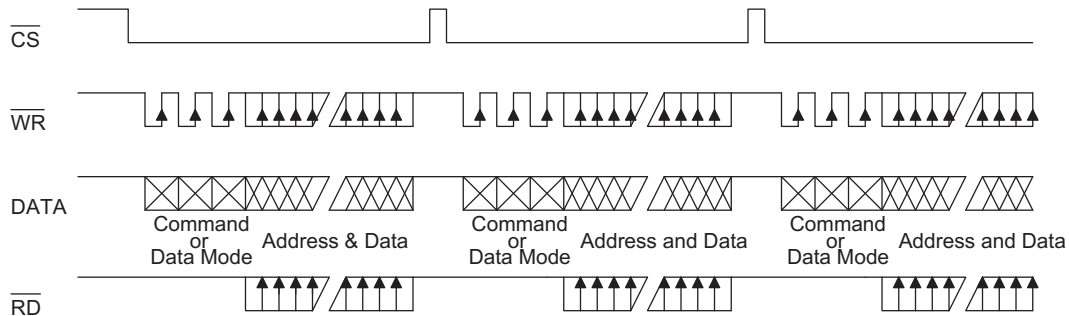 CS
WR
DATA
Command
or
Data Mode
Address & Data
Command
or
Data Mode
Address and Data
Command
or
Data Mode
Address and Data
RD